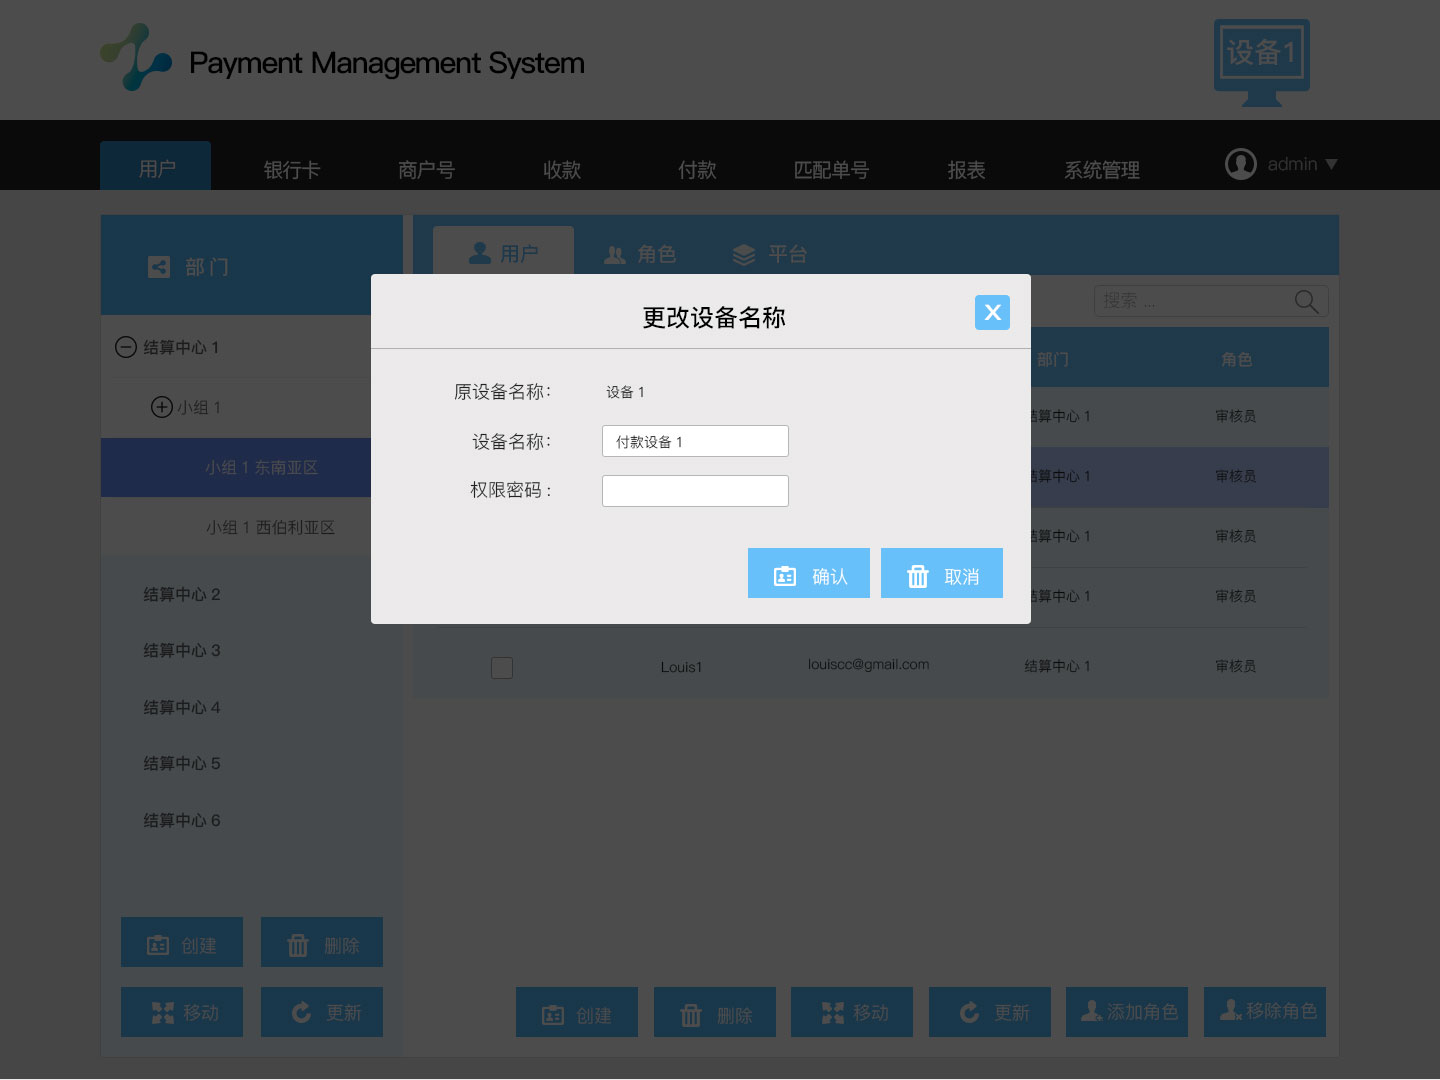 Payment Management System
设备1
用户 银行卡 商户号 收款 付款 匹配单号 报表 系统管理 admin
部门
用户 角色 平台
搜索 ...
更改设备名称
X
原设备名称：
设备 1
设备名称：
付款设备 1
权限密码：
确认 取消
结算中心 1
小组 1
小组 1 东南亚区
小组 1 西伯利亚区
结算中心 2
结算中心 3
结算中心 4
结算中心 5
结算中心 6
部门 角色
结算中心 1 审核员
结算中心 1 审核员
结算中心 1 审核员
结算中心 1 审核员
Louis1 louiscc@gmail.com 结算中心 1 审核员
创建 删除
移动 更新
创建 删除 移动 更新 添加角色 移除角色